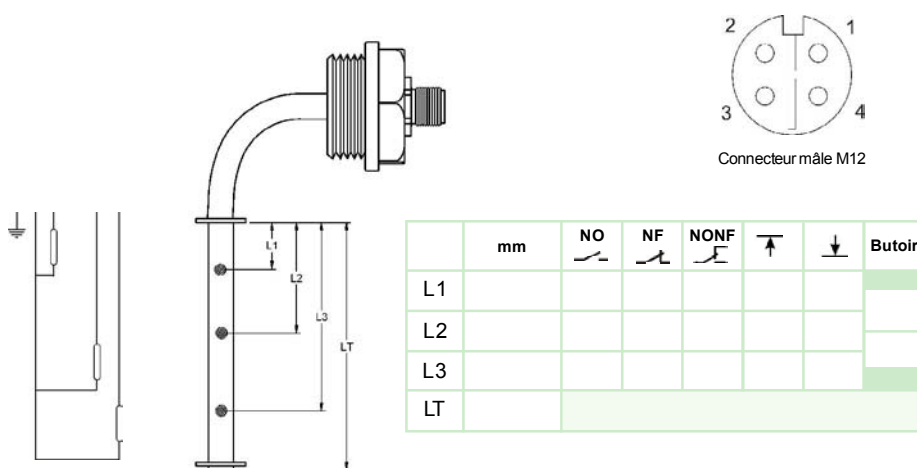 2 1
3 4
Connecteur mâle M12
L1
L2
L3
LT
mm NO NF NONF Butoir
L1
L2
L3
LT